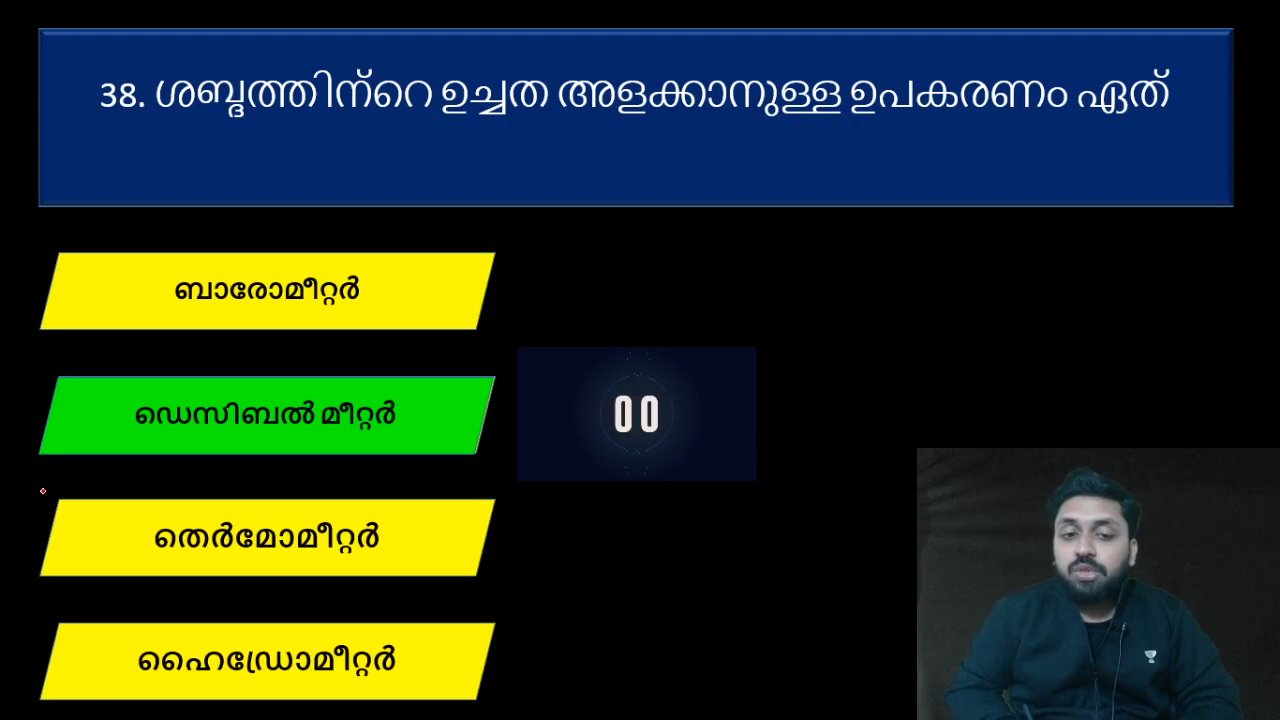 38. ശബ്ദത്തിന്റെ ഉച്ചത അളക്കാനുള്ള ഉപകരണം ഏത്
ബാരോമീറ്റർ
ഡെസിബൽ മീറ്റർ
00
തെർമോമീറ്റർ
ഹൈഡ്രോമീറ്റർ